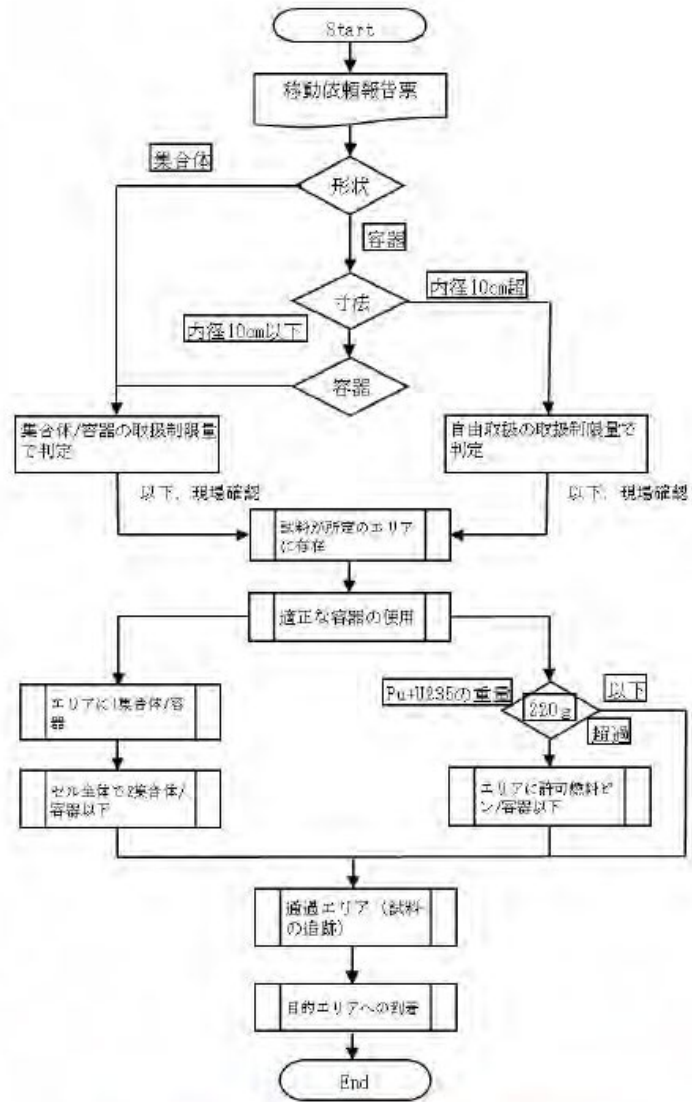 Start
移動依頼報告票
集合体
形状
容器
寸法
内径10cm超
内径10cm以下
容器
集合体/容器の取扱制限量
で判定
自由取扱の取扱制限量で
判定
以下，現場確認
以下，現場確認
試料が所定のエリア
に存在
適正な容器の使用
エリアに1集合体/容
器
Pu+U235の重量
220g
以下
超過
セル全体で2集合体/
容器以下
エリアに許可燃料ピ
ン/容器以下
通過エリア（試料
の追跡）
目的エリアへの到着
End